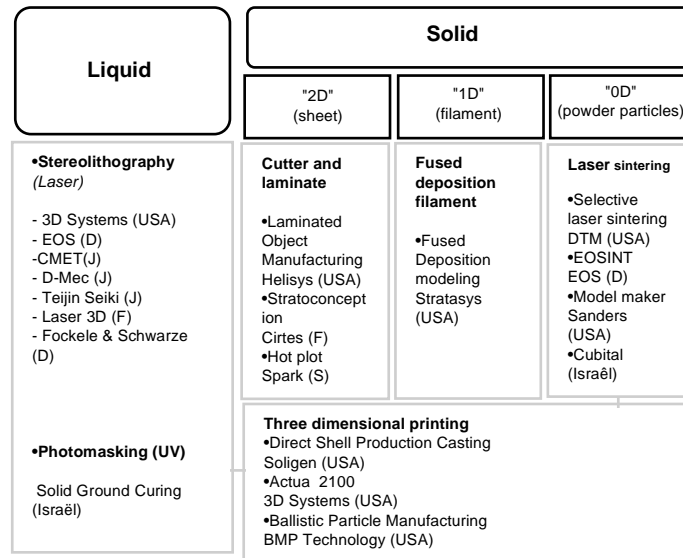 Liquid
Solid
"2D"
(sheet)
"1D"
(filament)
"0D"
(powder particles)
•Stereolithography
(Laser)
- 3D Systems (USA)
- EOS (D)
-CMET(J)
- D-Mec (J)
- Teijin Seiki (J)
- Laser 3D (F)
- Fockele & Schwarze
(D)
•Photomasking (UV)
Solid Ground Curing
(Israël)
Cutter and
laminate
•Laminated
Object
Manufacturing
Helisys (USA)
•Stratoconcept
ion
Cirtes (F)
•Hot plot
Spark (S)
Fused
deposition
filament
•Fused
Deposition
modeling
Stratasys
(USA)
Laser sintering
•Selective
laser sintering
DTM (USA)
•EOSINT
EOS (D)
•Model maker
Sanders
(USA)
•Cubital
(Israêl)
Three dimensional printing
•Direct Shell Production Casting
Soligen (USA)
•Actua 2100
3D Systems (USA)
•Ballistic Particle Manufacturing
BMP Technology (USA)